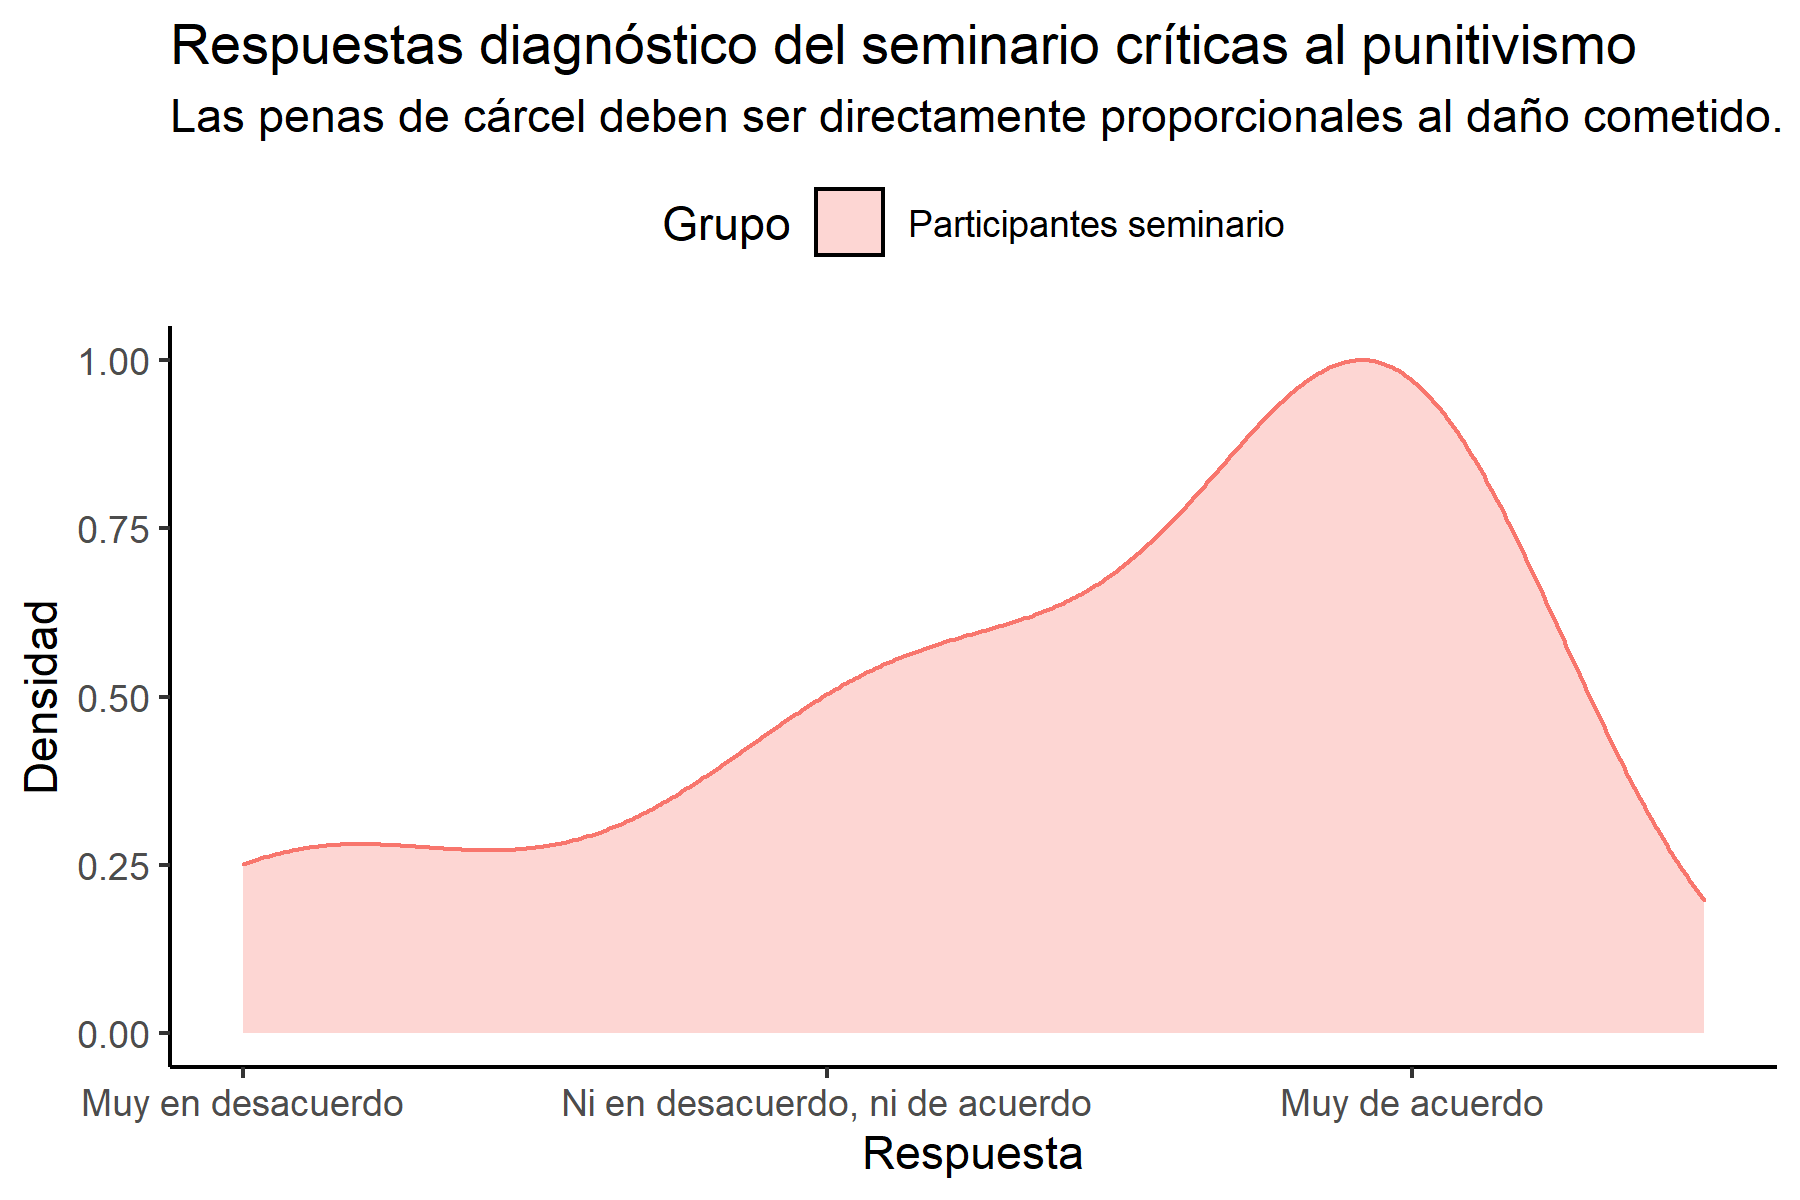 Respuestas diagnóstico del seminario críticas al punitivismo
Las penas de cárcel deben ser directamente proporcionales al daño cometido.
Grupo Participantes seminario
1.00
0.75
0.50
0.25
0.00
Densidad
Muy en desacuerdo Ni en desacuerdo, ni de acuerdo Muy de acuerdo
Respuesta